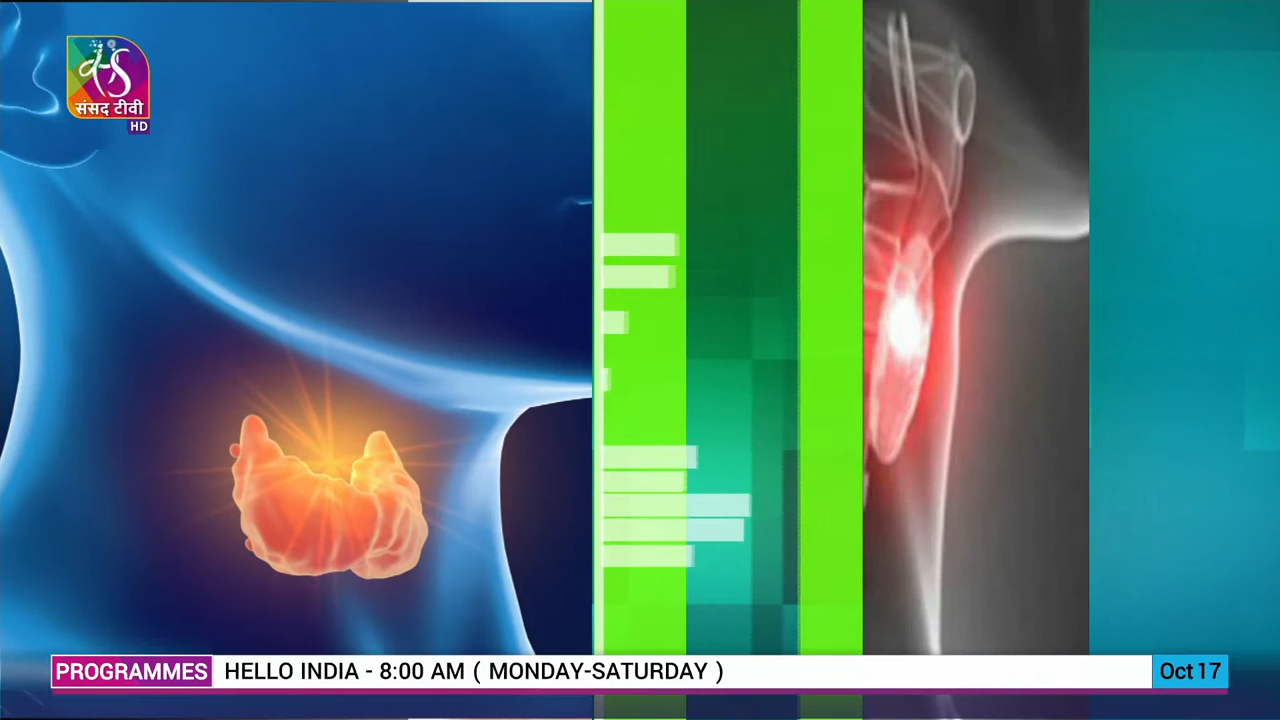 संसद टीवी
HD
PROGRAMMES HELLO INDIA - 8:00 AM ( MONDAY-SATURDAY ) Oct 17